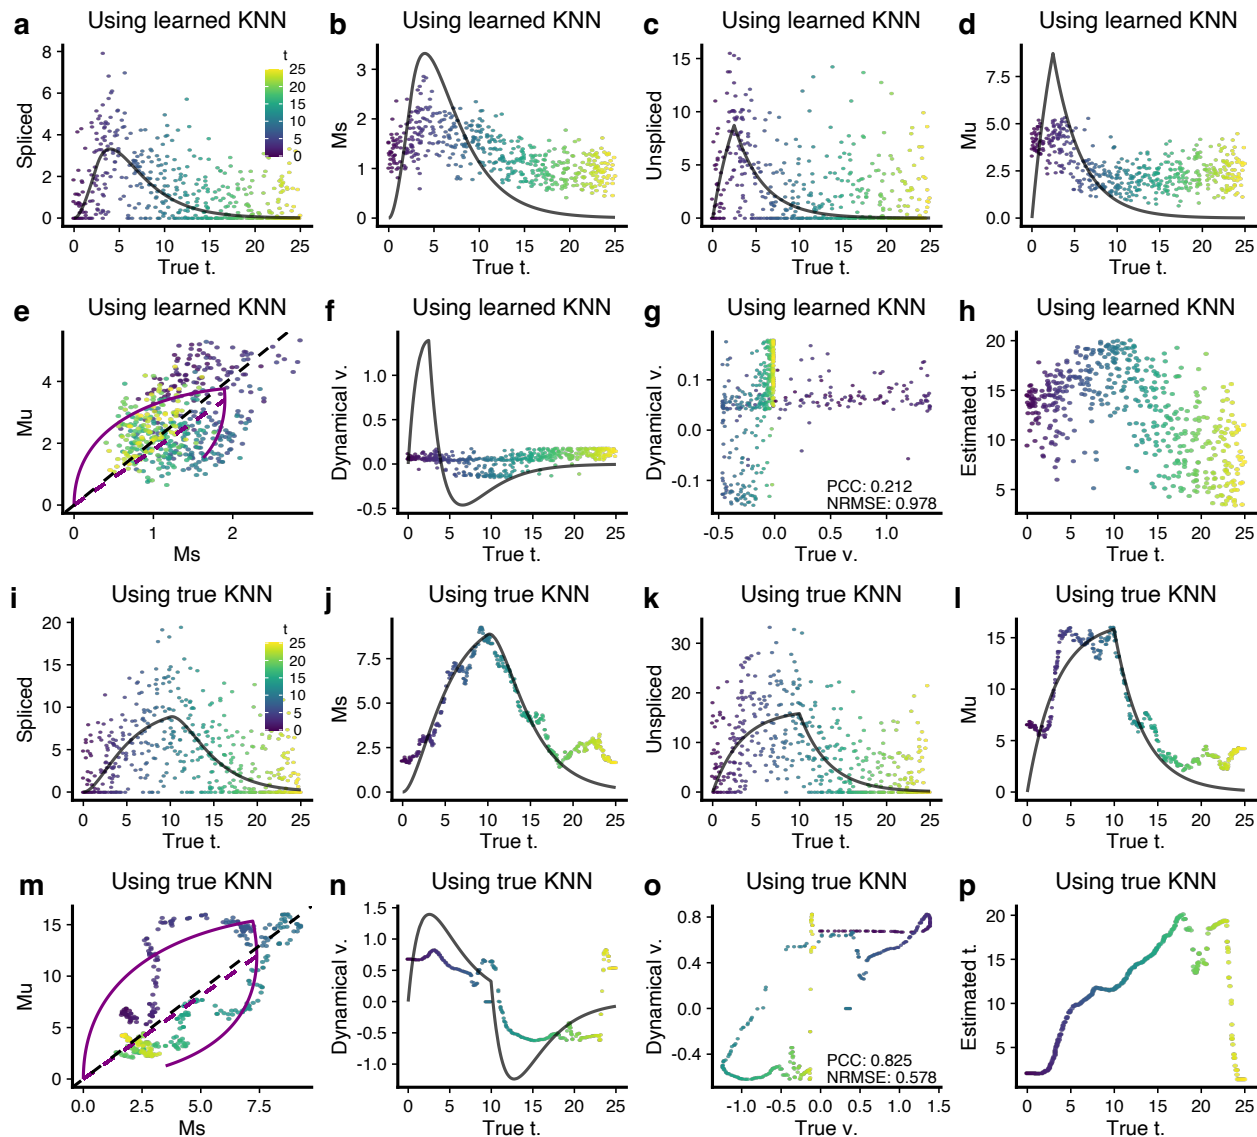 a Using learned KNN
b Using learned KNN
c Using learned KNN
d Using learned KNN
Spliced
8
6
4
2
0
t
25
20
15
10
5
0
0 5 10 15 20 25
True t.
Ms
3
2
1
0
0 5 10 15 20 25
True t.
Unspliced
15
10
5
0
0 5 10 15 20 25
True t.
Mu
7.5
5.0
2.5
0.0
0 5 10 15 20 25
True t.
e Using learned KNN
f Using learned KNN
g Using learned KNN
h Using learned KNN
Mu
4
2
0
0 1 2
Ms
Dynamical v.
1.0
0.5
0.0
-0.5
0 5 10 15 20 25
True t.
Dynamical v.
0.1
0.0
-0.1
PCC: 0.212
NRMSE: 0.978
-0.5 0.0 0.5 1.0
True v.
Estimated t.
20
15
10
5
0 5 10 15 20 25
True t.
i Using true KNN
j Using true KNN
k Using true KNN
l Using true KNN
Spliced
20
15
10
5
0
t
25
20
15
10
5
0
0 5 10 15 20 25
True t.
Ms
7.5
5.0
2.5
0.0
0 5 10 15 20 25
True t.
Unspliced
30
20
10
0
0 5 10 15 20 25
True t.
Mu
15
10
5
0
0 5 10 15 20 25
True t.
m Using true KNN
n Using true KNN
o Using true KNN
p Using true KNN
Mu
15
10
5
0
0.0 2.5 5.0 7.5
Ms
Dynamical v.
1.5
1.0
0.5
0.0
-0.5
-1.0
0 5 10 15 20 25
True t.
Dynamical v.
0.8
0.4
0.0
-0.4
PCC: 0.825
NRMSE: 0.578
-1.0 -0.5 0.0 0.5 1.0 1.5
True v.
Estimated t.
20
15
10
5
0 5 10 15 20 25
True t.